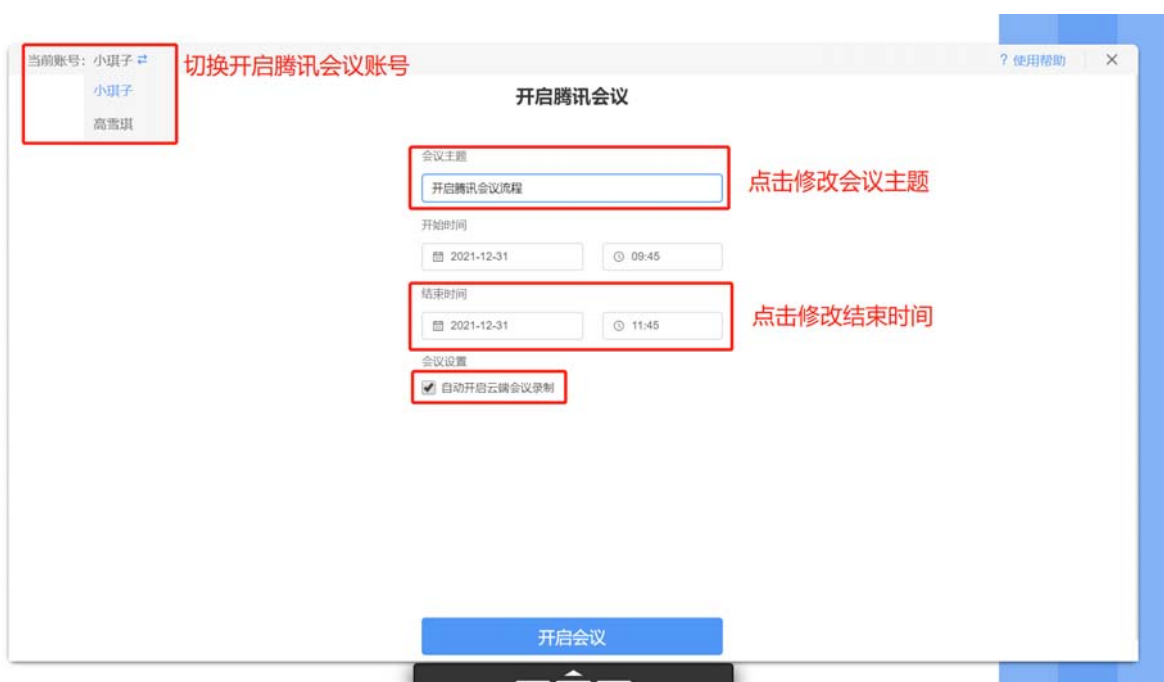 当前账号：小琪子
切换开启腾讯会议账号
? 使用帮助
小琪子
高雪琪
开启腾讯会议
会议主题
开启腾讯会议流程
点击修改会议主题
开始时间
2021-12-31
09:45
结束时间
2021-12-31
11:45
点击修改结束时间
会议设置
自动开启云端会议录制
开启会议